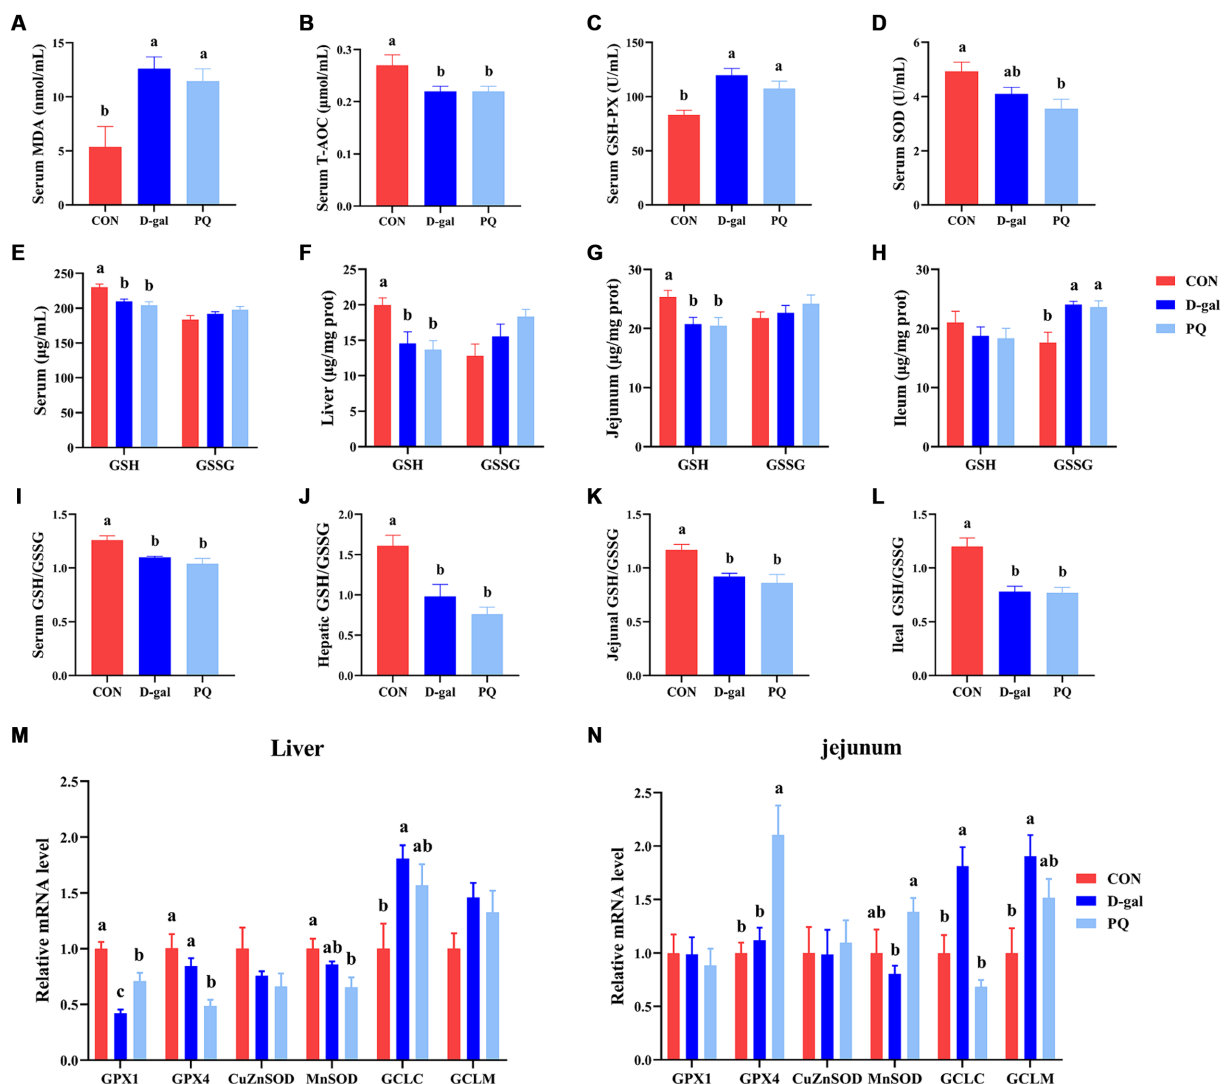 A
Serum MDA (nmol/mL)
15
10
5
0
b
a
a
CON D-gal PQ
B
Serum T-AOC (μmol/mL)
0.3
0.2
0.1
0.0
a
b
b
CON D-gal PQ
C
Serum GSH-PX (U/mL)
150
100
50
0
b
a
a
CON D-gal PQ
D
Serum SOD (U/mL)
6
4
2
0
a
ab
b
CON D-gal PQ
E
Serum (μg/mL)
250
200
150
100
50
0
a b b
GSH GSSG
F
Liver (μg/mg prot)
25
20
15
10
5
0
a
b b
GSH GSSG
G
Jejunum (μg/mg prot)
30
20
10
0
a
b b
GSH GSSG
H
Ileum (μg/mg prot)
30
20
10
0
b
a a
GSH GSSG
CON
D-gal
PQ
I
Serum GSH/GSSG
1.5
1.0
0.5
0.0
a
b
b
CON D-gal PQ
J
Hepatic GSH/GSSG
2.0
1.5
1.0
0.5
0.0
a
b
b
CON D-gal PQ
K
Jejunal GSH/GSSG
1.5
1.0
0.5
0.0
a
b
b
CON D-gal PQ
L
Ileal GSH/GSSG
1.5
1.0
0.5
0.0
a
b
b
CON D-gal PQ
M
Liver
Relative mRNA level
2.5
2.0
1.5
1.0
0.5
0.0
a
c
b
a
a
b
a
ab
b
b
a
ab
GPX1 GPX4 CuZnSOD MnSOD GCLC GCLM
N
jejunum
Relative mRNA level
2.5
2.0
1.5
1.0
0.5
0.0
b
b
a
ab
b
a
b
a
b
b
a
ab
GPX1 GPX4 CuZnSOD MnSOD GCLC GCLM
CON
D-gal
PQ